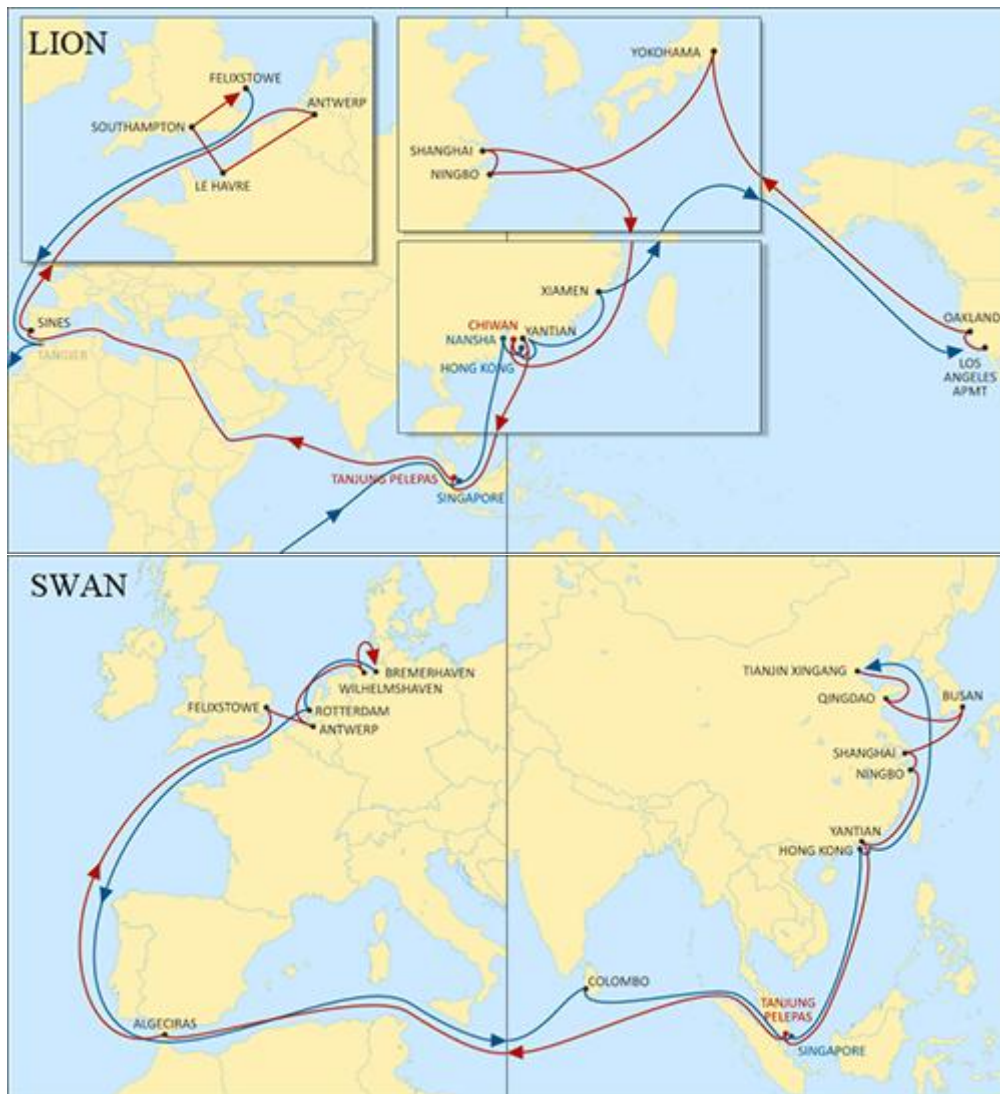 LION
FELIXSTOWE
ANTWERP
SOUTHAMPTON
LE HAVRE
YOKOHAMA
SHANGHAI
NINGBO
XIAMEN
CHIWAN
NANSHA
YANTIAN
HONG KONG
SINES
TANGIER
OAKLAND
LOS
ANGELES
APMT
TANJUNG PELEPAS
SINGAPORE
SWAN
BREMERHAVEN
WILHELMSHAVEN
FELIXSTOWE
ROTTERDAM
ANTWERP
TIANJIN XINGANG
QINGDAO
BUSAN
SHANGHAI
NINGBO
YANTIAN
HONG KONG
COLOMBO
TANJUNG
PELEPAS
SINGAPORE
ALGECIRAS